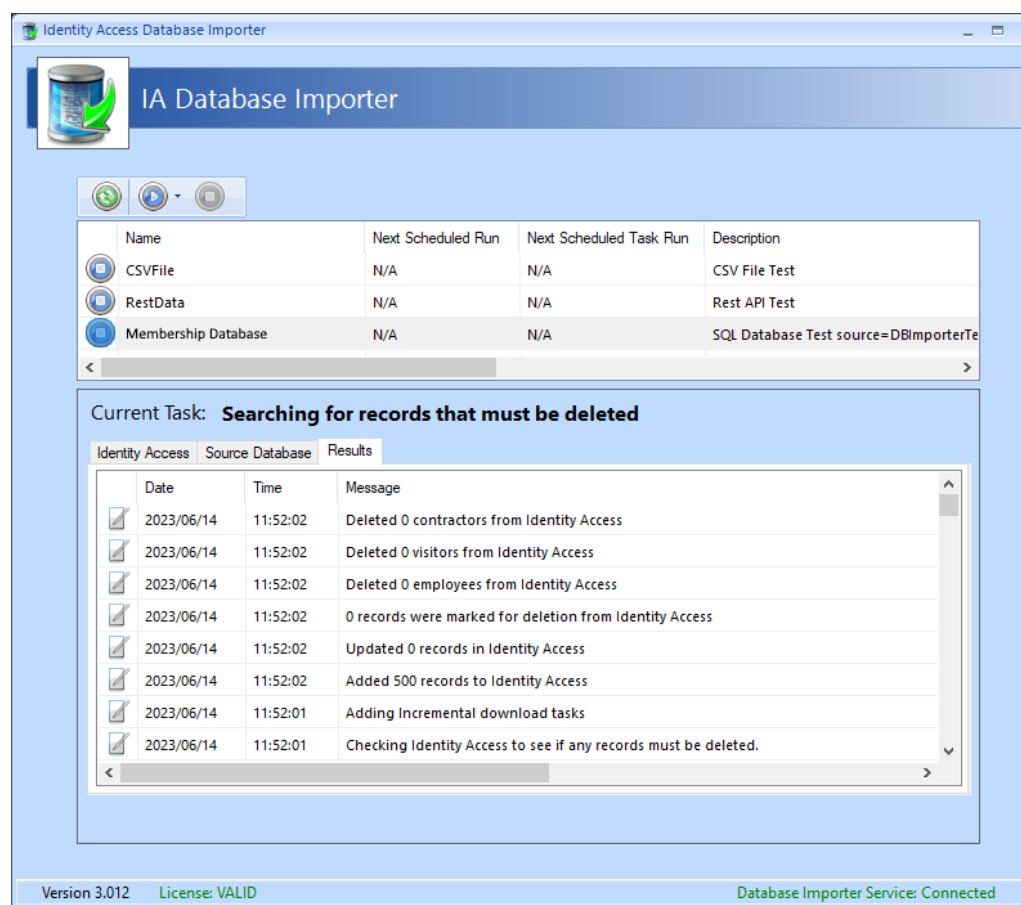 Identity Access Database Importer
IA Database Importer
Name Next Scheduled Run Next Scheduled Task Run Description
CSVFile N/A N/A CSV File Test
RestData N/A N/A Rest API Test
Membership Database N/A N/A SQL Database Test source=DBImporterTe
Current Task: Searching for records that must be deleted
Identity Access Source Database Results
Date Time Message
2023/06/14 11:52:02 Deleted 0 contractors from Identity Access
2023/06/14 11:52:02 Deleted 0 visitors from Identity Access
2023/06/14 11:52:02 Deleted 0 employees from Identity Access
2023/06/14 11:52:02 0 records were marked for deletion from Identity Access
2023/06/14 11:52:02 Updated 0 records in Identity Access
2023/06/14 11:52:02 Added 500 records to Identity Access
2023/06/14 11:52:01 Adding Incremental download tasks
2023/06/14 11:52:01 Checking Identity Access to see if any records must be deleted.
Version 3.012 License: VALID Database Importer Service: Connected